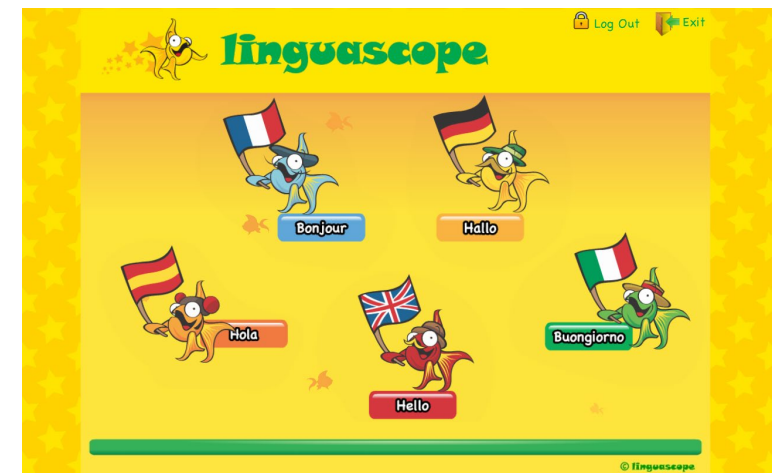 Log Out
Exit
linguascope
Bonjour
Hallo
Hola
Buongiorno
Hello
© linguascope